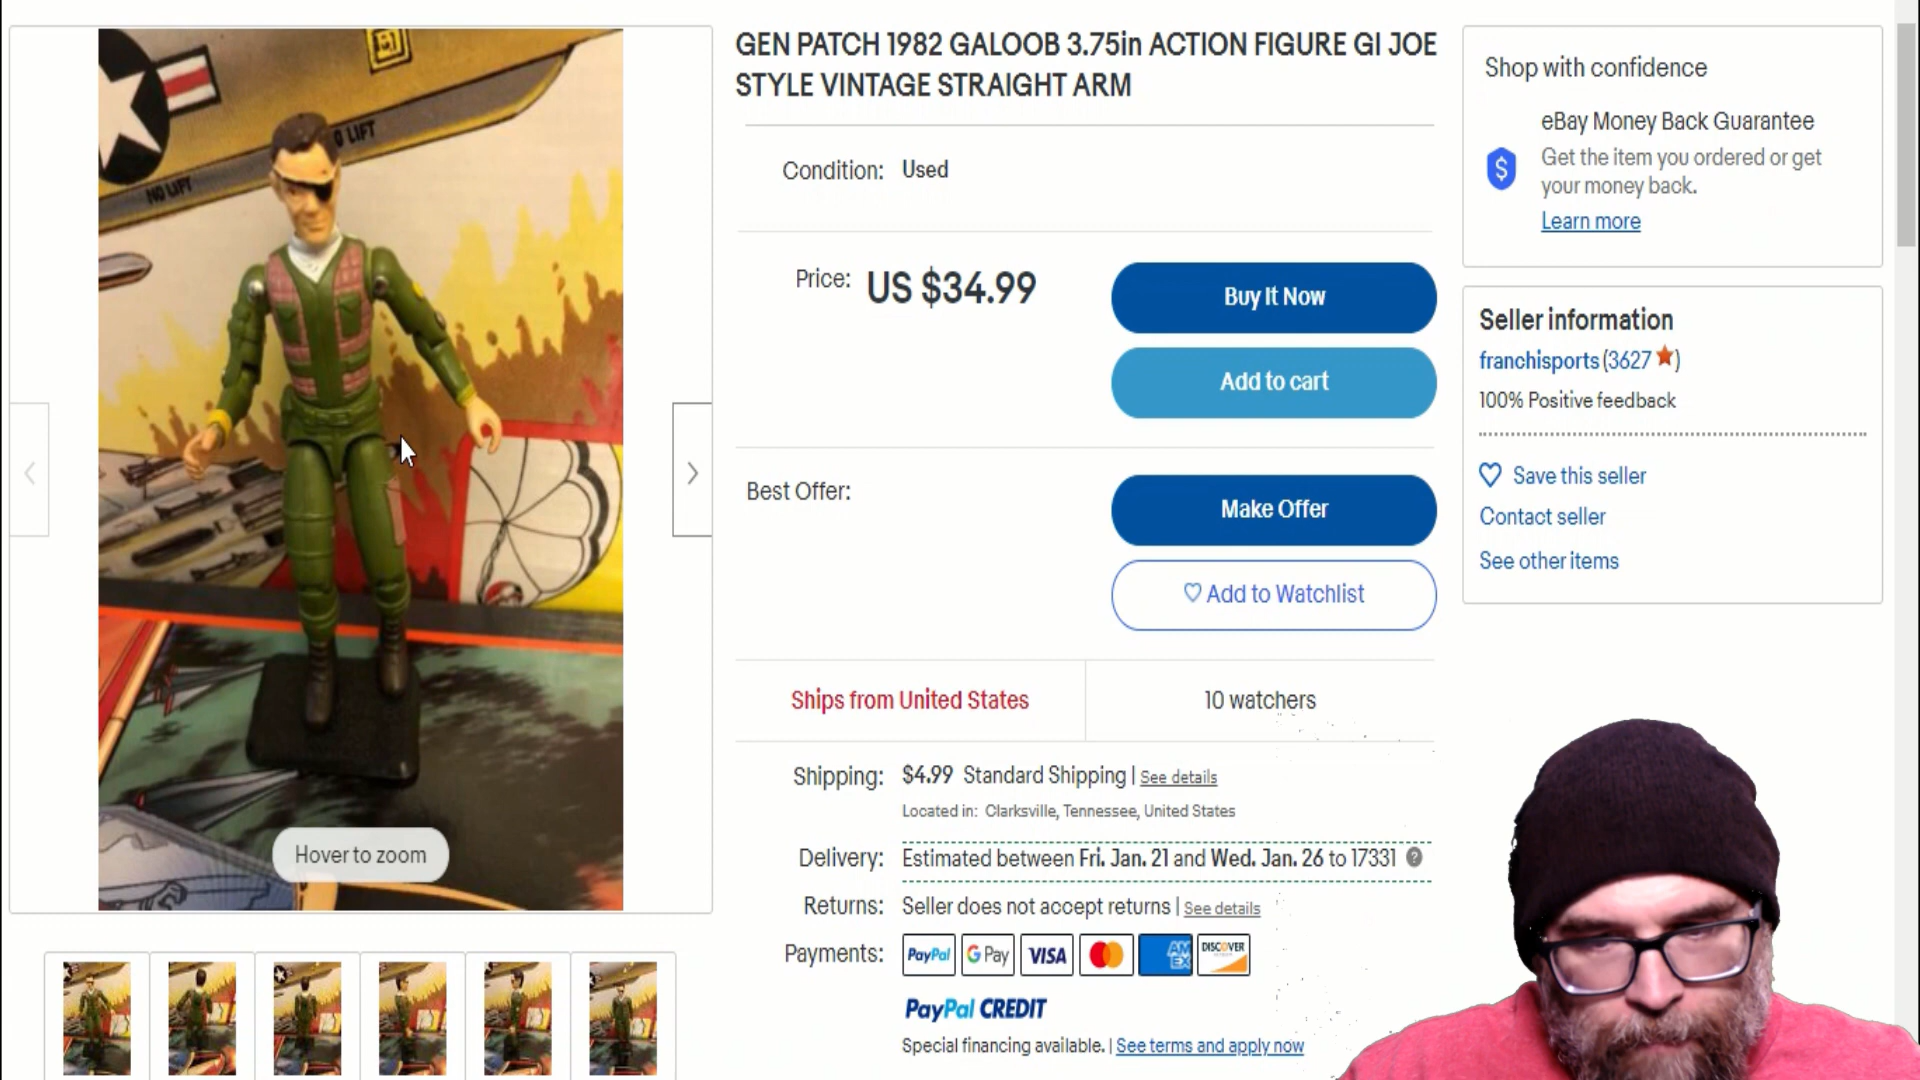 GEN PATCH 1982 GALOOB 3.75in ACTION FIGURE GI JOE
STYLE VINTAGE STRAIGHT ARM
Condition: Used
Price: US $34.99
Buy It Now
Add to cart
Best Offer:
Make Offer
Add to Watchlist
Ships from United States
10 watchers
Shipping: $4.99 Standard Shipping | See details
Located in: Clarksville, Tennessee, United States
Delivery: Estimated between Fri. Jan. 21 and Wed. Jan. 26 to 17331 ?
Returns: Seller does not accept returns | See details
Payments: PayPal G Pay VISA AMEX DISCOVER
PayPal CREDIT
Special financing available. | See terms and apply now
Shop with confidence
eBay Money Back Guarantee
$
Get the item you ordered or get
your money back.
Learn more
Seller information
franchisports (3627)
100% Positive feedback
Save this seller
Contact seller
See other items
O LIFT
NO LIFT
Hover to zoom